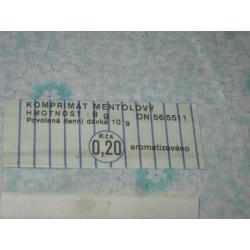 KOMPRIMÁT MENTOLOVÝ
HMOTNOST : 8 g ON 56 5511
Povolená denní dávka 10 g
Kčs
0,20 aromatizováno